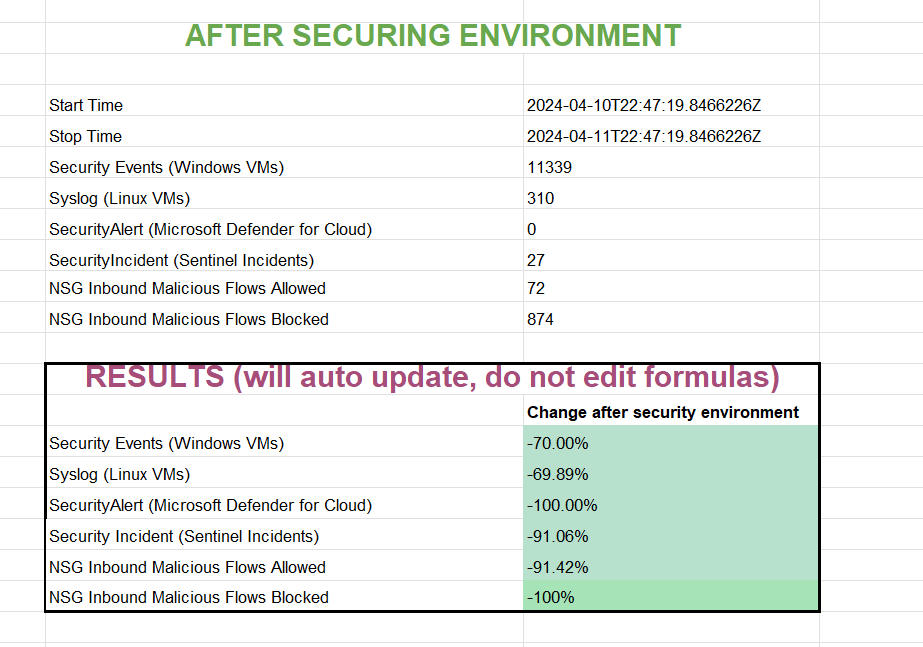 AFTER SECURING ENVIRONMENT
Start Time 2024-04-10T22:47:19.8466226Z
Stop Time 2024-04-11T22:47:19.8466226Z
Security Events (Windows VMs) 11339
Syslog (Linux VMs) 310
SecurityAlert (Microsoft Defender for Cloud) 0
SecurityIncident (Sentinel Incidents) 27
NSG Inbound Malicious Flows Allowed 72
NSG Inbound Malicious Flows Blocked 874
RESULTS (will auto update, do not edit formulas)
Change after security environment
Security Events (Windows VMs) -70.00%
Syslog (Linux VMs) -69.89%
SecurityAlert (Microsoft Defender for Cloud) -100.00%
Security Incident (Sentinel Incidents) -91.06%
NSG Inbound Malicious Flows Allowed -91.42%
NSG Inbound Malicious Flows Blocked -100%